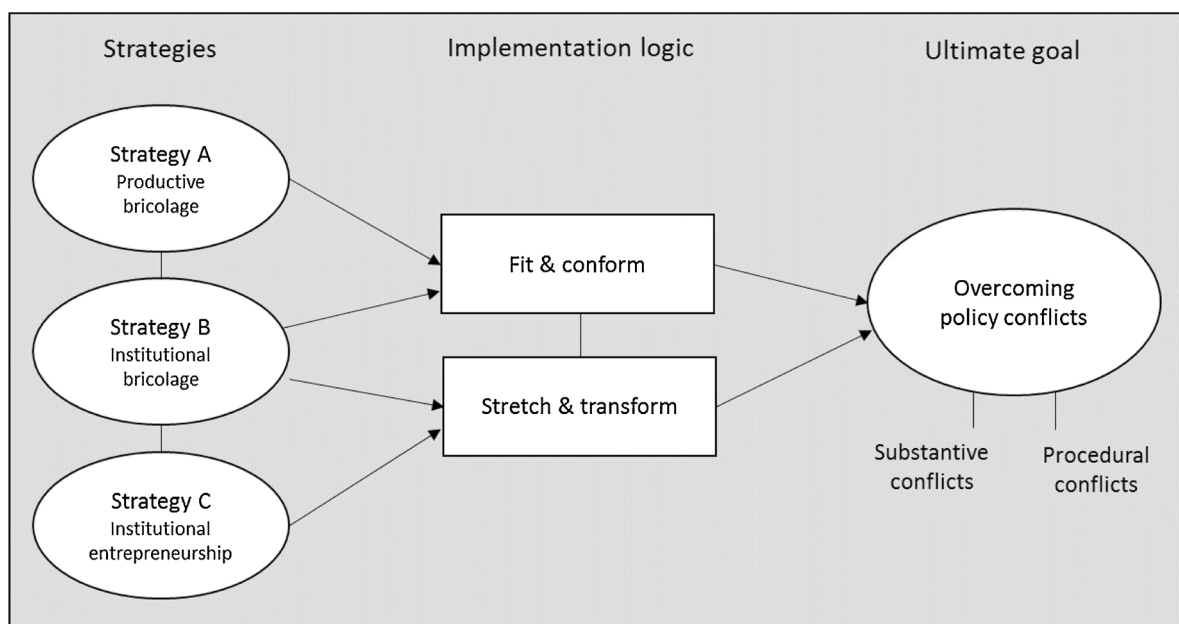 Strategies
Implementation logic
Ultimate goal
Strategy A
Productive
bricolage
Strategy B
Institutional
bricolage
Strategy C
Institutional
entrepreneurship
Fit & conform
Stretch & transform
Overcoming
policy conflicts
Substantive
conflicts
Procedural
conflicts